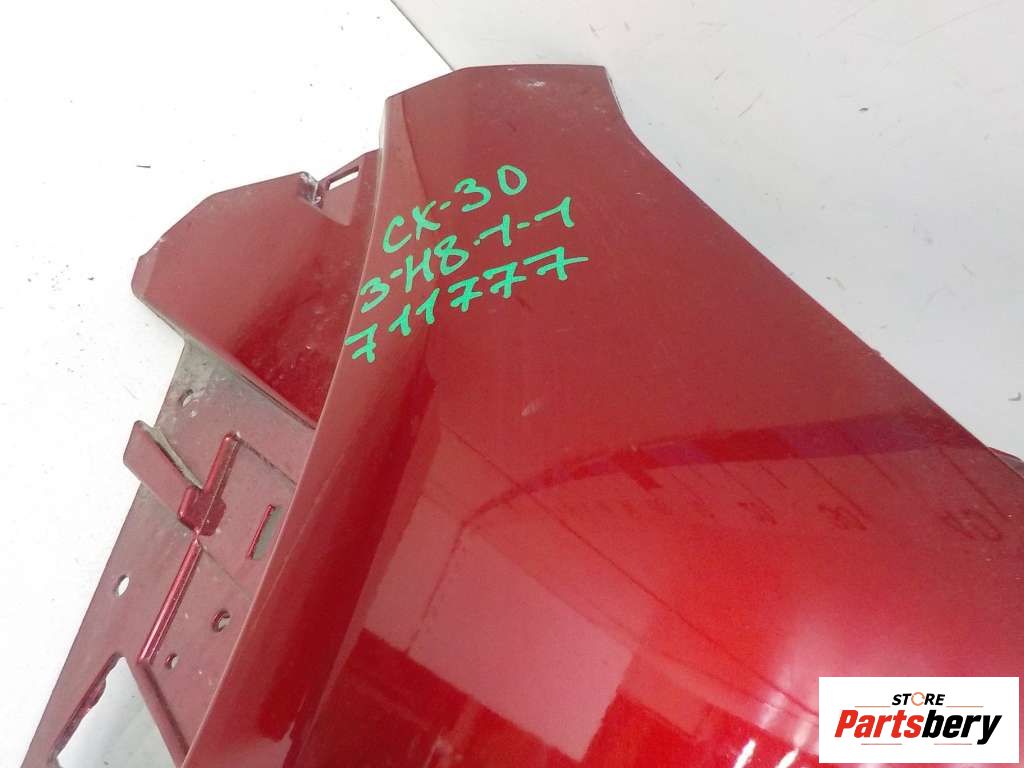 CX-30
3-H8-1-1
711777
STORE
Partsbery